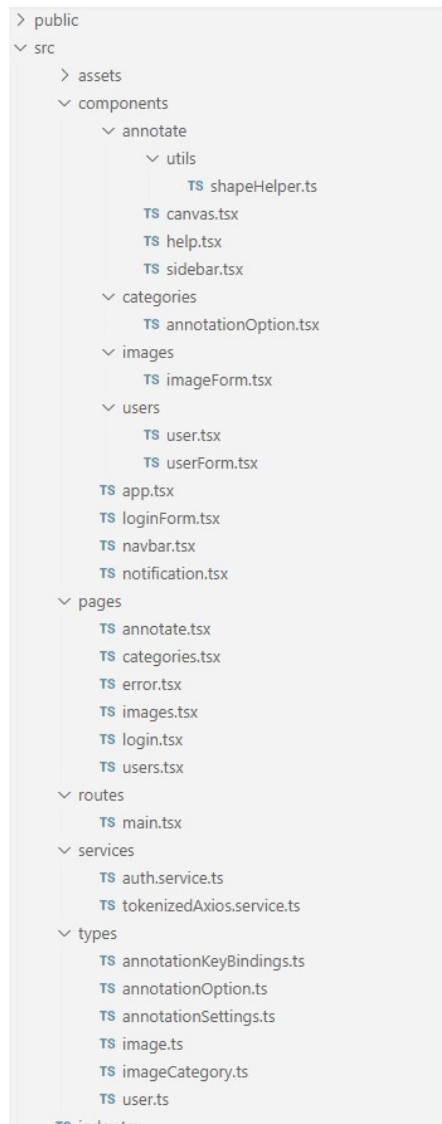 public
src
assets
components
annotate
utils
TS shapeHelper.ts
TS canvas.tsx
TS help.tsx
TS sidebar.tsx
categories
TS annotationOption.tsx
images
TS imageForm.tsx
users
TS user.tsx
TS userForm.tsx
TS app.tsx
TS loginForm.tsx
TS navbar.tsx
TS notification.tsx
pages
TS annotate.tsx
TS categories.tsx
TS error.tsx
TS images.tsx
TS login.tsx
TS users.tsx
routes
TS main.tsx
services
TS auth.service.ts
TS tokenizedAxios.service.ts
types
TS annotationKeyBindings.ts
TS annotationOption.ts
TS annotationSettings.ts
TS image.ts
TS imageCategory.ts
TS user.ts